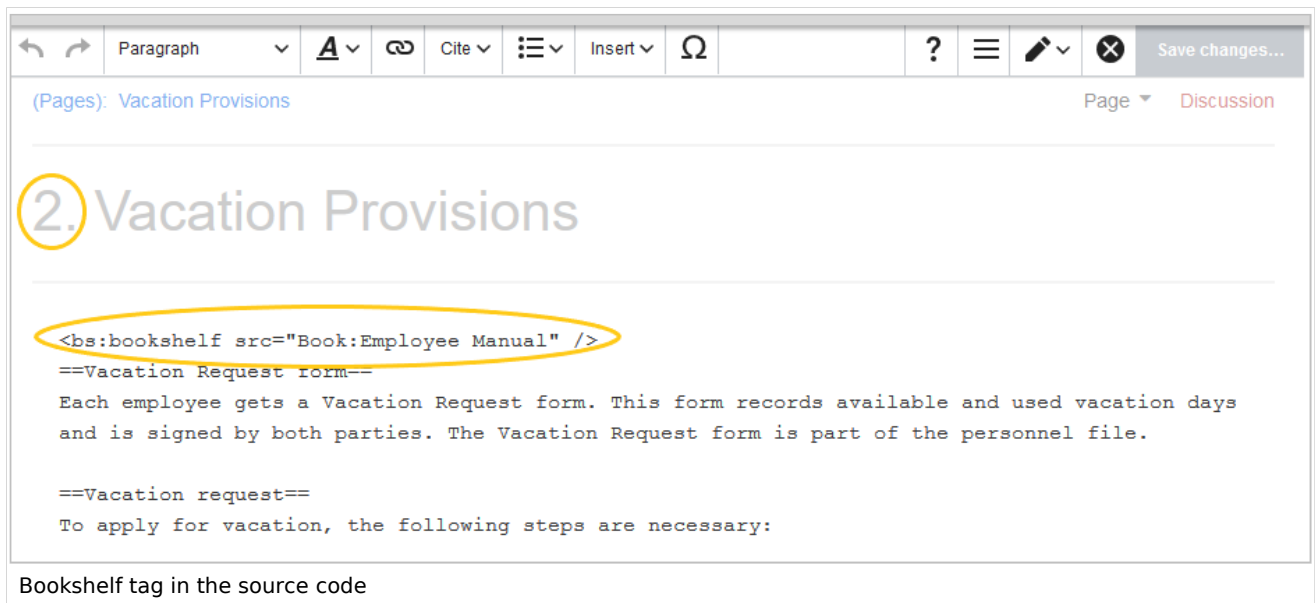 Paragraph A Cite Insert Ω ? Save changes...
(Pages): Vacation Provisions Page Discussion
2. Vacation Provisions
<bs:bookshelf src="Book:Employee Manual" />
==Vacation Request form==
Each employee gets a Vacation Request form. This form records available and used vacation days
and is signed by both parties. The Vacation Request form is part of the personnel file.
==Vacation request==
To apply for vacation, the following steps are necessary:
Bookshelf tag in the source code